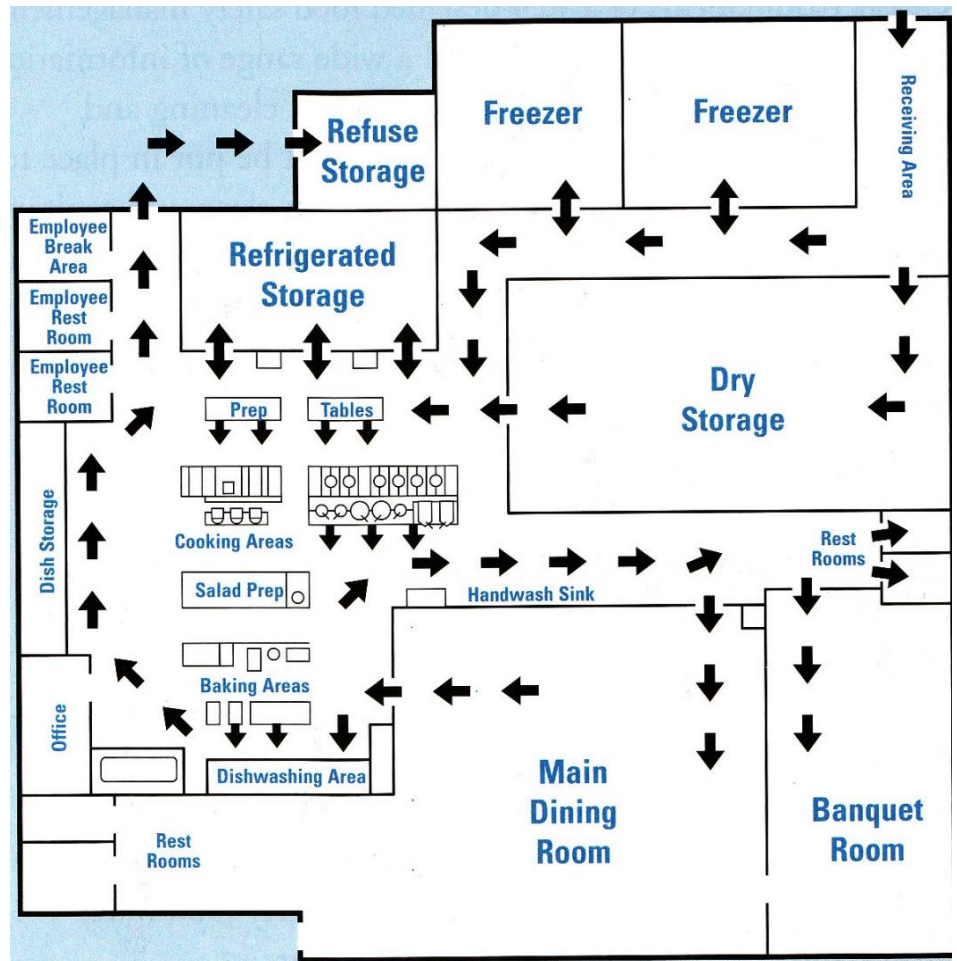 Freezer
Freezer
Receiving Area
Refuse
Storage
Employee
Break
Area
Refrigerated
Storage
Employee
Rest
Room
Employee
Rest
Room
Prep
Tables
Dry
Storage
Dish Storage
Cooking Areas
Rest
Rooms
Salad Prep
Handwash Sink
Baking Areas
Office
Dishwashing Area
Main
Dining
Room
Banquet
Room
Rest
Rooms